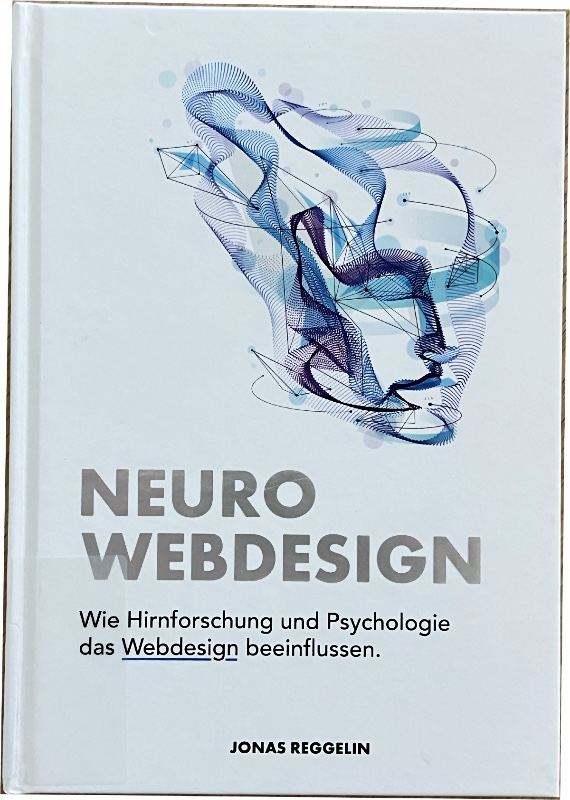 NEURO
WEBDESIGN
Wie Hirnforschung und Psychologie
das Webdesign beeinflussen.
JONAS REGGELIN